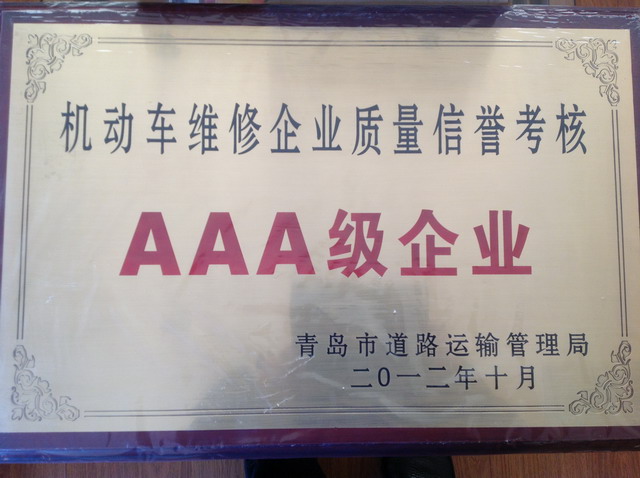 机动车维修企业质量信誉考核
AAA级企业
青岛市道路运输管理局
二0一二年十月